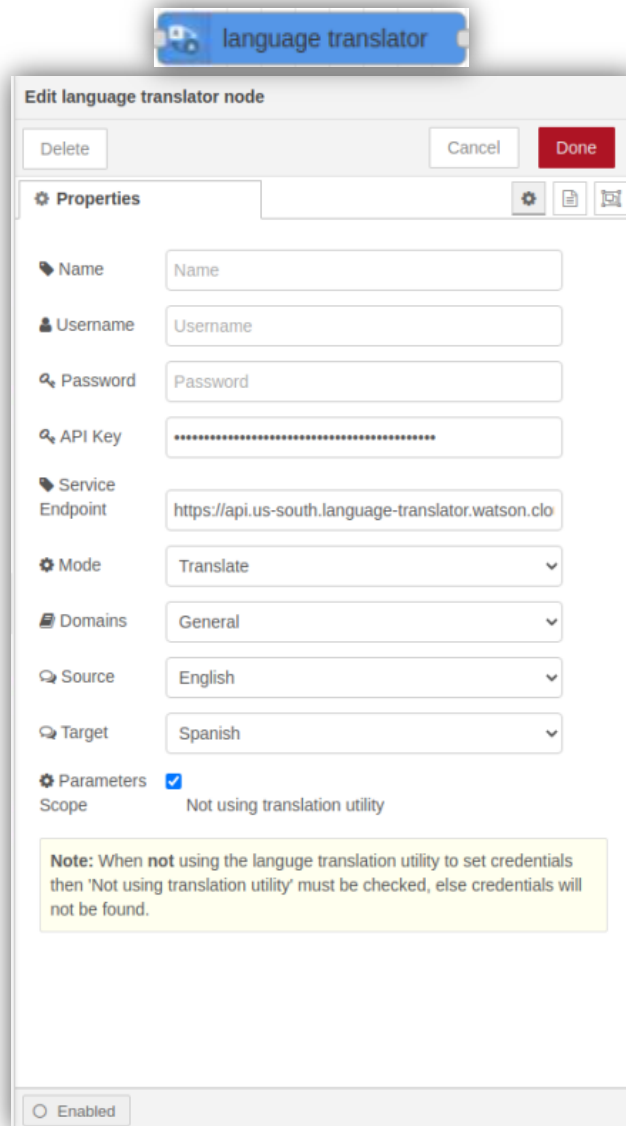 language translator
Edit language translator node
Delete
Cancel
Done
Properties
Name
Name
Username
Username
Password
Password
API Key
••••••••••••••••••••••••••••••••••••••••••••
Service
Endpoint
https://api.us-south.language-translator.watson.clo
Mode
Translate
Domains
General
Source
English
Target
Spanish
Parameters
Scope
Not using translation utility
Note: When not using the languge translation utility to set credentials
then 'Not using translation utility' must be checked, else credentials will
not be found.
Enabled